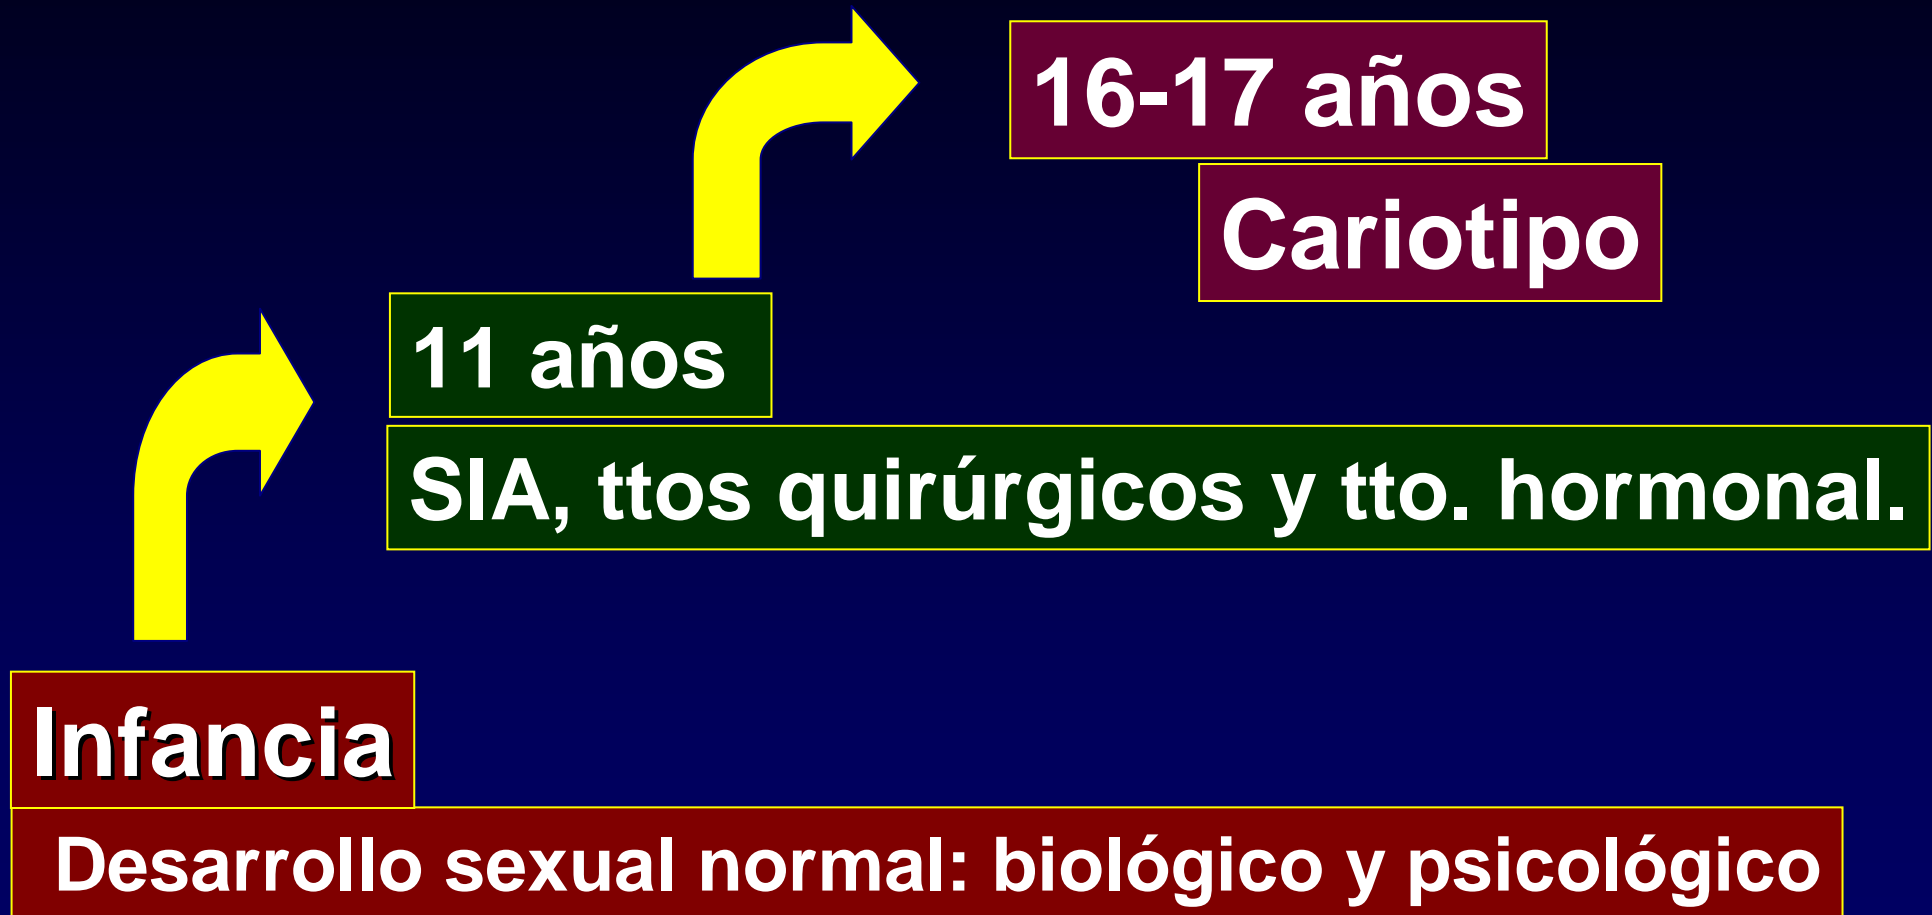 16-17 años
Cariotipo
11 años
SIA, ttos quirúrgicos y tto. hormonal.
Infancia
Desarrollo sexual normal: biológico y psicológico